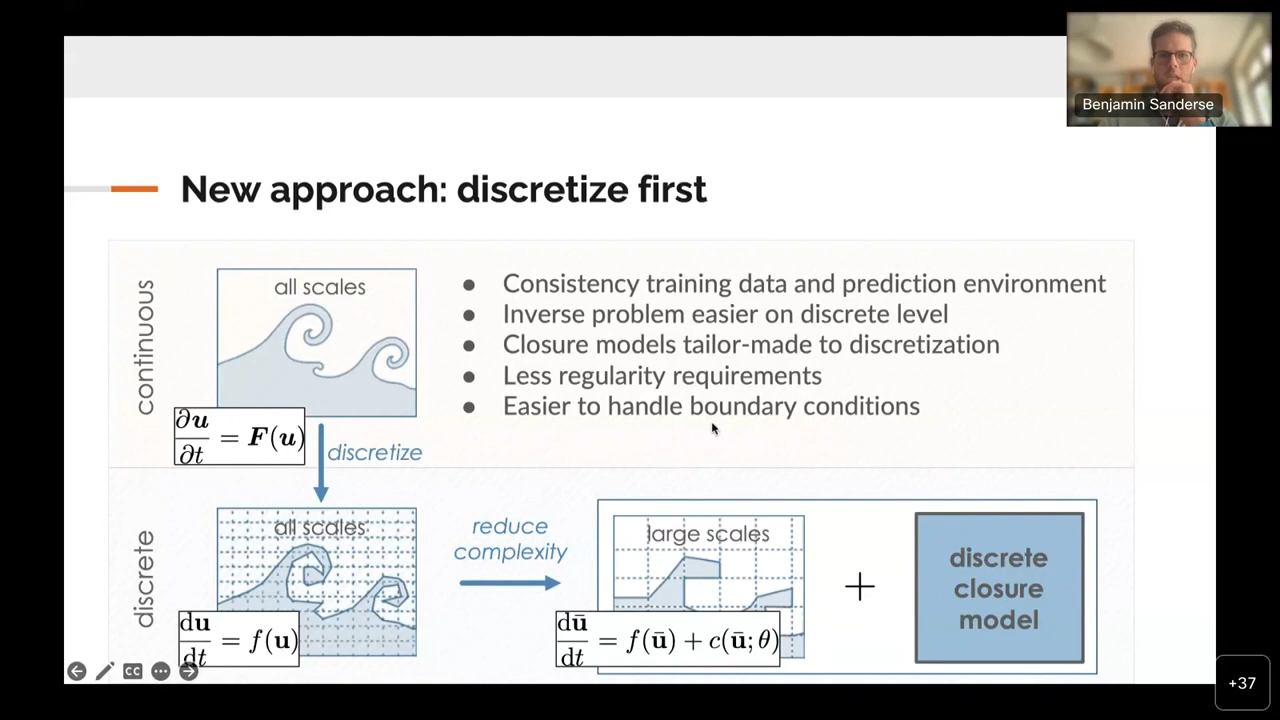 Benjamin Sanderse
New approach: discretize first
continuous
all scales
• Consistency training data and prediction environment
• Inverse problem easier on discrete level
• Closure models tailor-made to discretization
• Less regularity requirements
• Easier to handle boundary conditions
∂u/∂t = F(u)
discretize
discrete
all scales
du/dt = f(u)
reduce
complexity
large scales
dū/dt = f(ū) + c(ū; θ)
+
discrete
closure
model
CC
+37